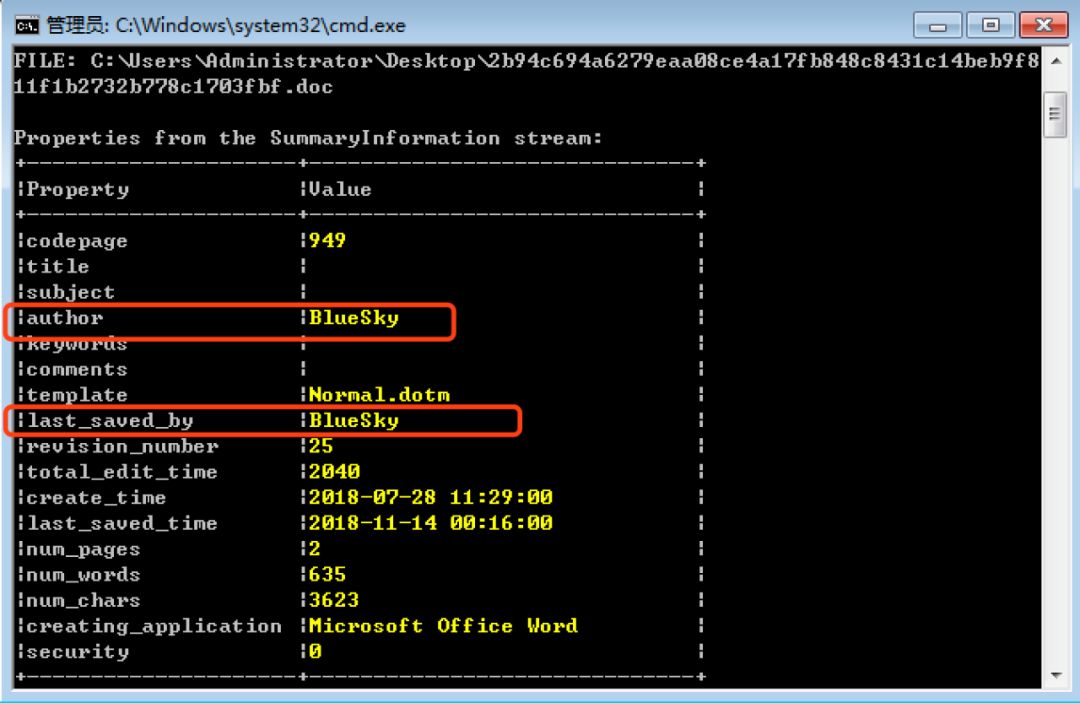 管理员: C:\Windows\system32\cmd.exe
FILE: C:\Users\Administrator\Desktop\2b94c694a6279eaa08ce4a17fb848c8431c14beb9f8
11f1b2732b778c1703fbf.doc
Properties from the SummaryInformation stream:
+---------------------+------------------------------+
|Property             |Value                         |
+---------------------+------------------------------+
|codepage             |949                           |
|title                |                              |
|subject              |                              |
|author               |BlueSky                       |
|keywords             |                              |
|comments             |                              |
|template             |Normal.dotm                   |
|last_saved_by        |BlueSky                       |
|revision_number      |25                            |
|total_edit_time      |2040                          |
|create_time          |2018-07-28 11:29:00           |
|last_saved_time      |2018-11-14 00:16:00           |
|num_pages            |2                             |
|num_words            |635                           |
|num_chars            |3623                          |
|creating_application |Microsoft Office Word         |
|security             |0                             |
+---------------------+------------------------------+